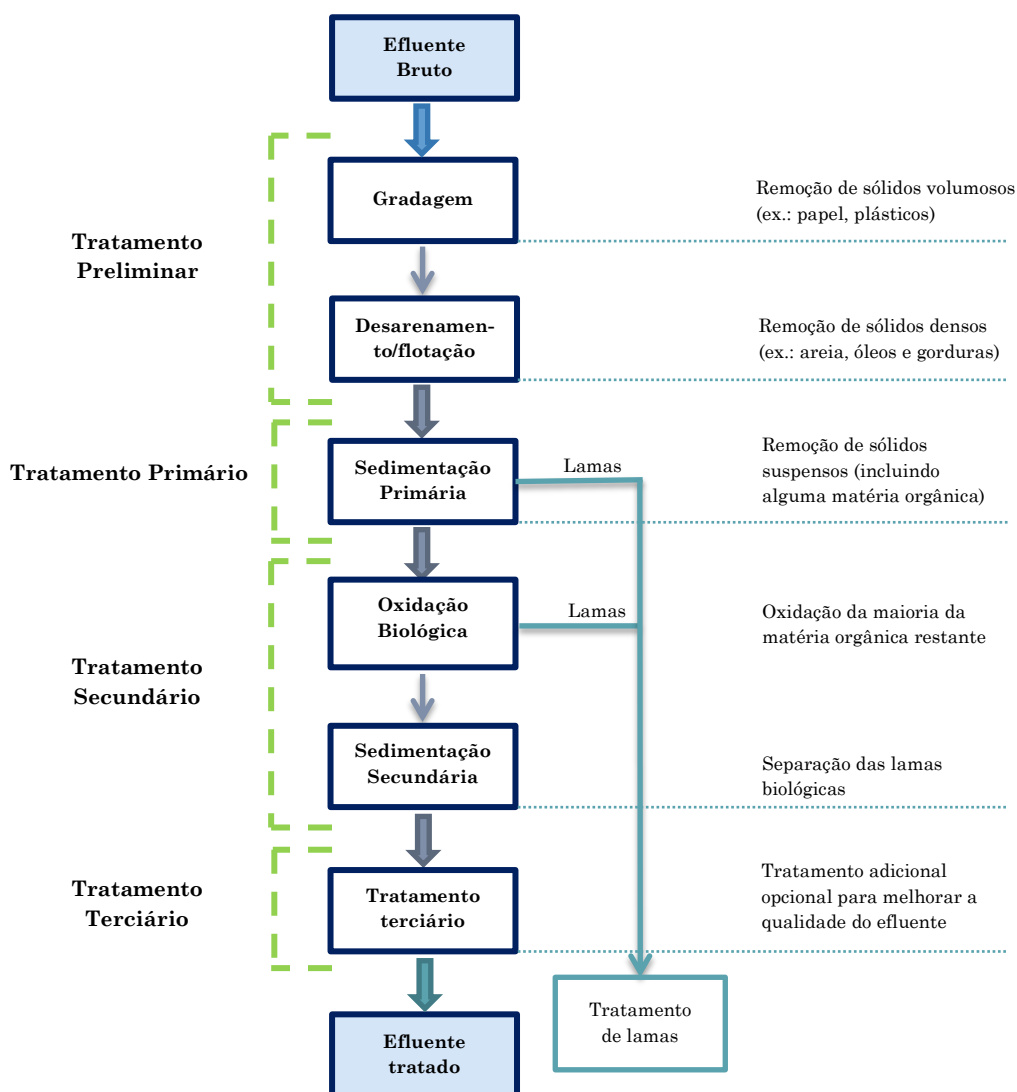 Efluente
Bruto
Gradagem
Remoção de sólidos volumosos
(ex.: papel, plásticos)
Tratamento
Preliminar
Desarenamen-
to/flotação
Remoção de sólidos densos
(ex.: areia, óleos e gorduras)
Tratamento Primário
Sedimentação
Primária
Lamas
Remoção de sólidos
suspensos (incluindo
alguma matéria orgânica)
Oxidação
Biológica
Lamas
Oxidação da maioria da
matéria orgânica restante
Tratamento
Secundário
Sedimentação
Secundária
Separação das lamas
biológicas
Tratamento
Terciário
Tratamento
terciário
Tratamento adicional
opcional para melhorar a
qualidade do efluente
Tratamento
de lamas
Efluente
tratado